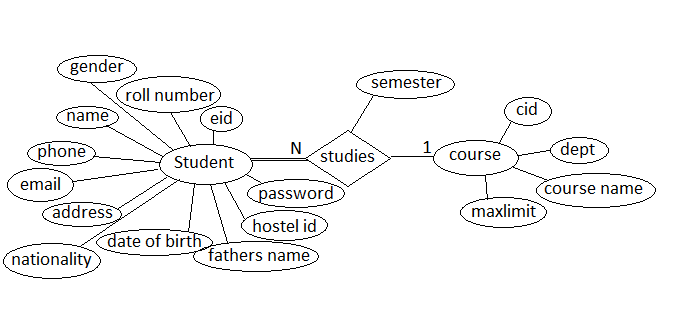 gender
semester
roll number
cid
name
eid
N
1
phone
Student
studies
course
dept
email
password
course name
address
maxlimit
hostel id
date of birth
nationality
fathers name